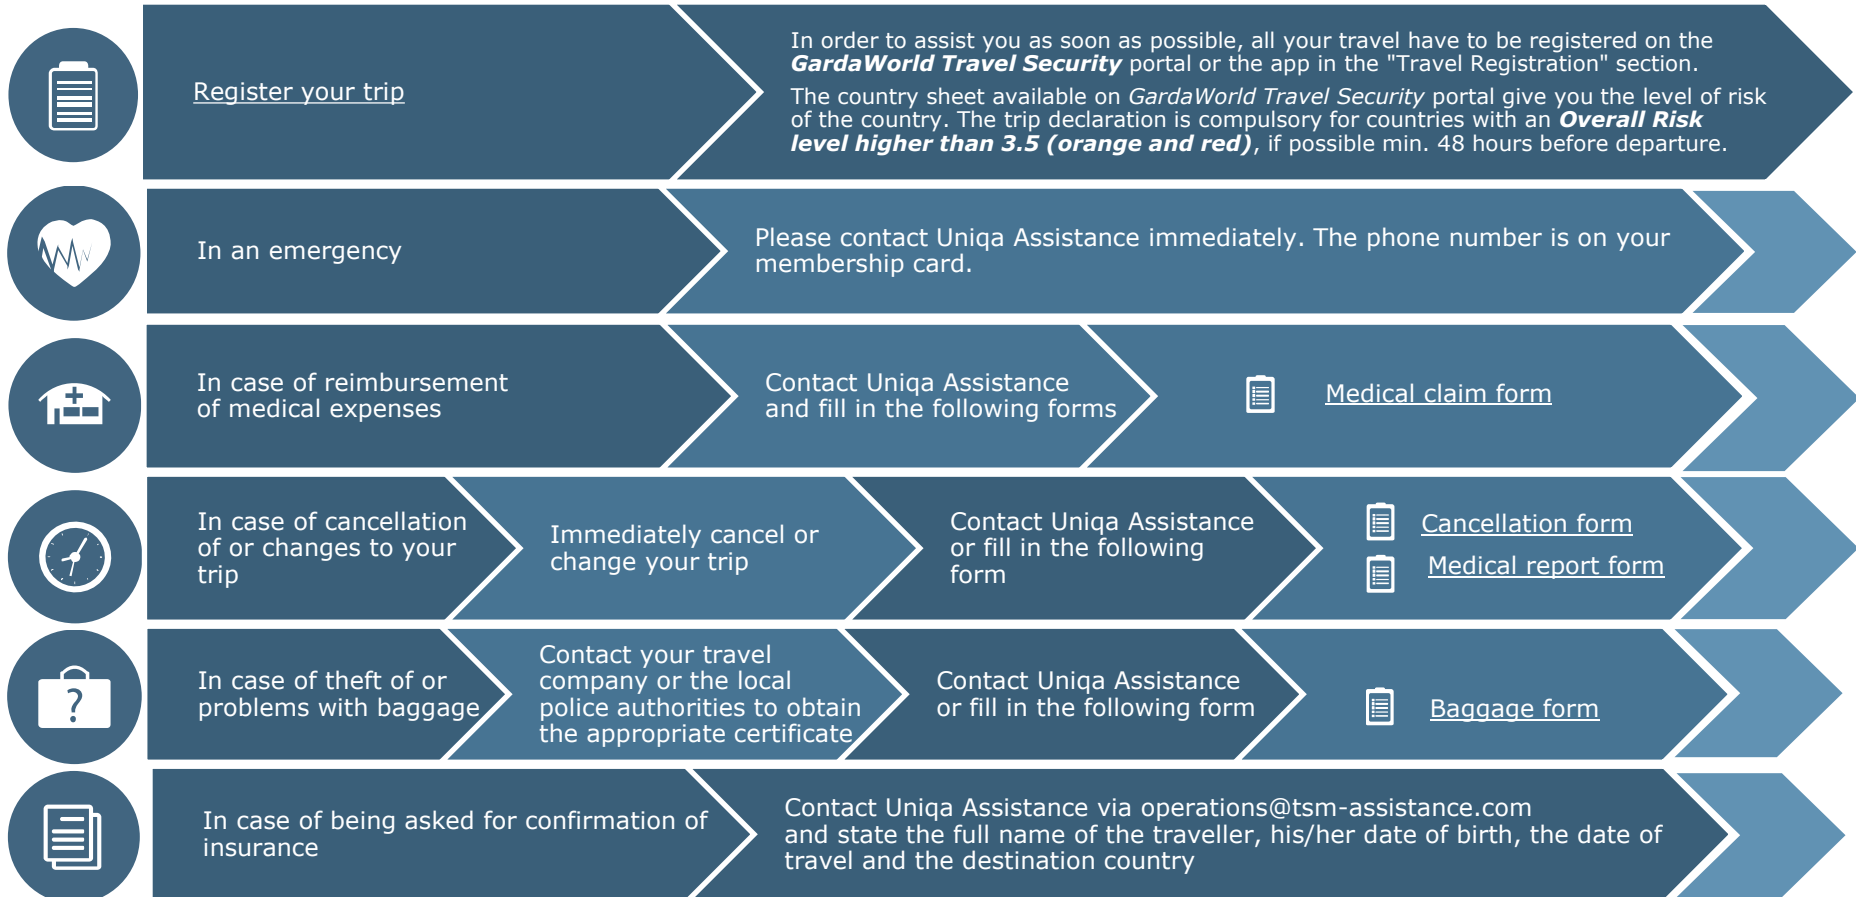 Register your trip
In order to assist you as soon as possible, all your travel have to be registered on the
GardaWorld Travel Security portal or the app in the "Travel Registration" section.
The country sheet available on GardaWorld Travel Security portal give you the level of risk
of the country. The trip declaration is compulsory for countries with an Overall Risk
level higher than 3.5 (orange and red), if possible min. 48 hours before departure.
In an emergency
Please contact Uniqa Assistance immediately. The phone number is on your
membership card.
In case of reimbursement
of medical expenses
Contact Uniqa Assistance
and fill in the following forms
Medical claim form
In case of cancellation
of or changes to your
trip
Immediately cancel or
change your trip
Contact Uniqa Assistance
or fill in the following
form
Cancellation form
Medical report form
In case of theft of or
problems with baggage
Contact your travel
company or the local
police authorities to obtain
the appropriate certificate
Contact Uniqa Assistance
or fill in the following form
Baggage form
?
In case of being asked for confirmation of
insurance
Contact Uniqa Assistance via operations@tsm-assistance.com
and state the full name of the traveller, his/her date of birth, the date of
travel and the destination country